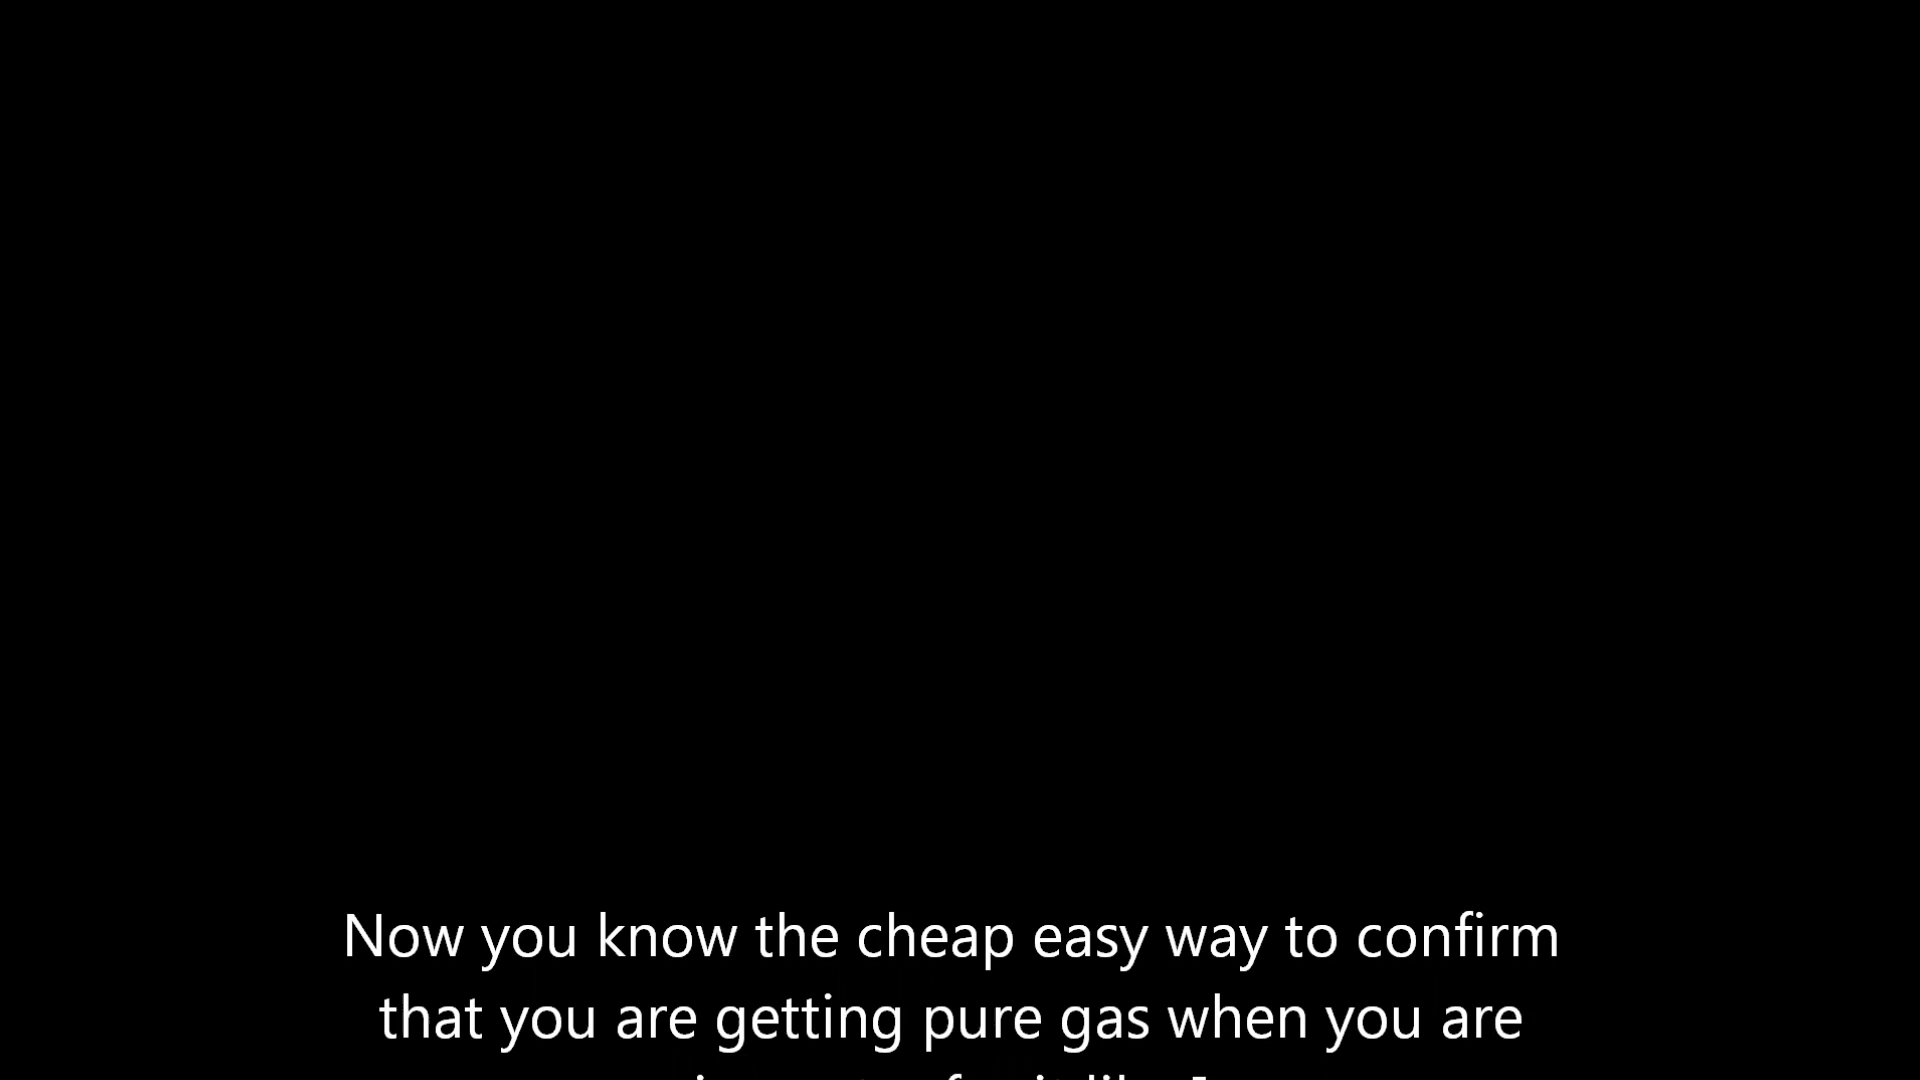 Now you know the cheap easy way to confirm
that you are getting pure gas when you are